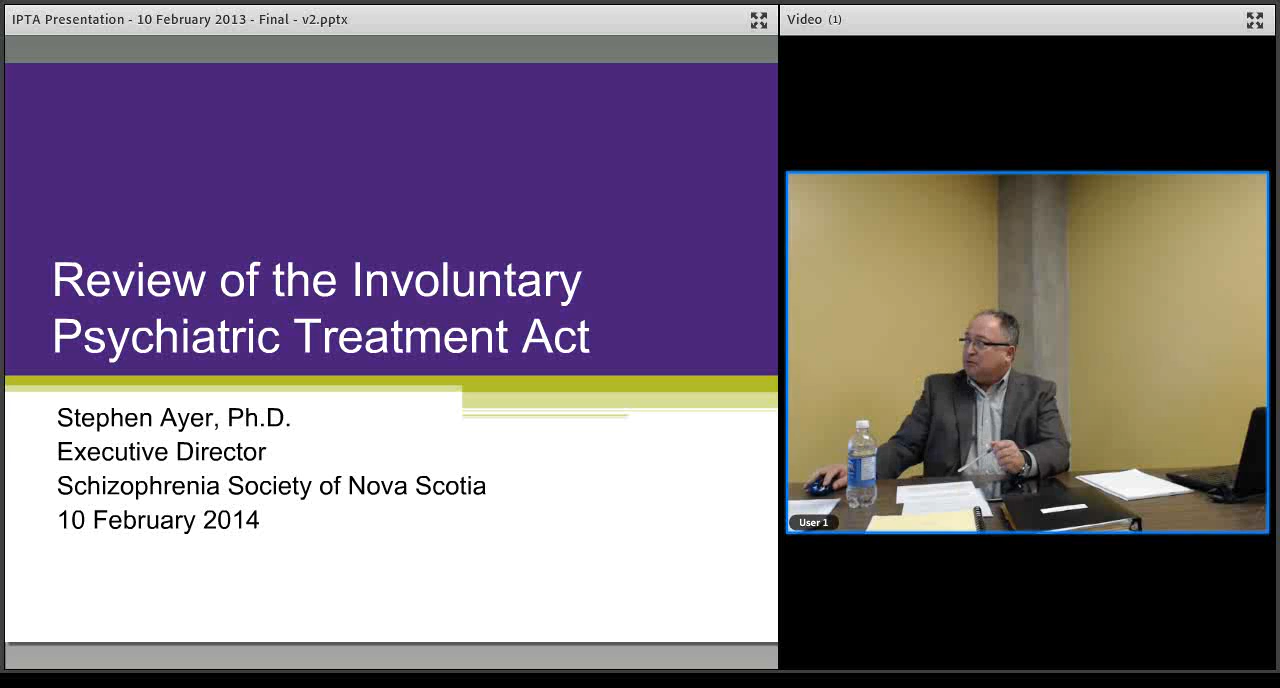 IPTA Presentation - 10 February 2013 - Final - v2.pptx
Video (1)
Review of the Involuntary
Psychiatric Treatment Act
Stephen Ayer, Ph.D.
Executive Director
Schizophrenia Society of Nova Scotia
10 February 2014
User 1